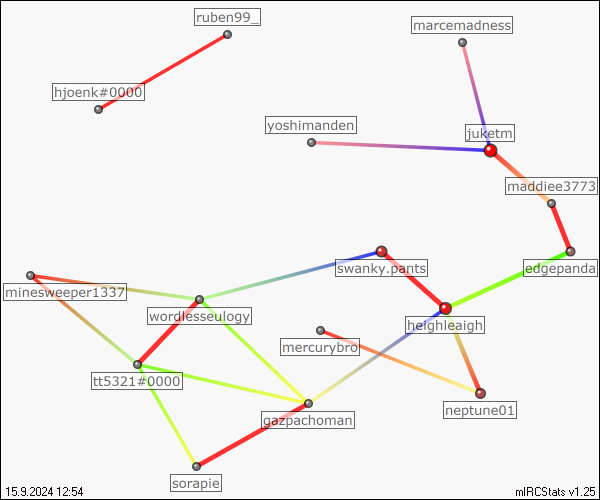 ruben99_
marcemadness
hjoenk#0000
yoshimanden
juketm
maddiee3773
swanky.pants
edgepanda
minesweeper1337
wordlesseulogy
heighleaigh
mercurybro
tt5321#0000
neptune01
gazpachoman
sorapie
15.9.2024 12:54
mIRCStats v1.25